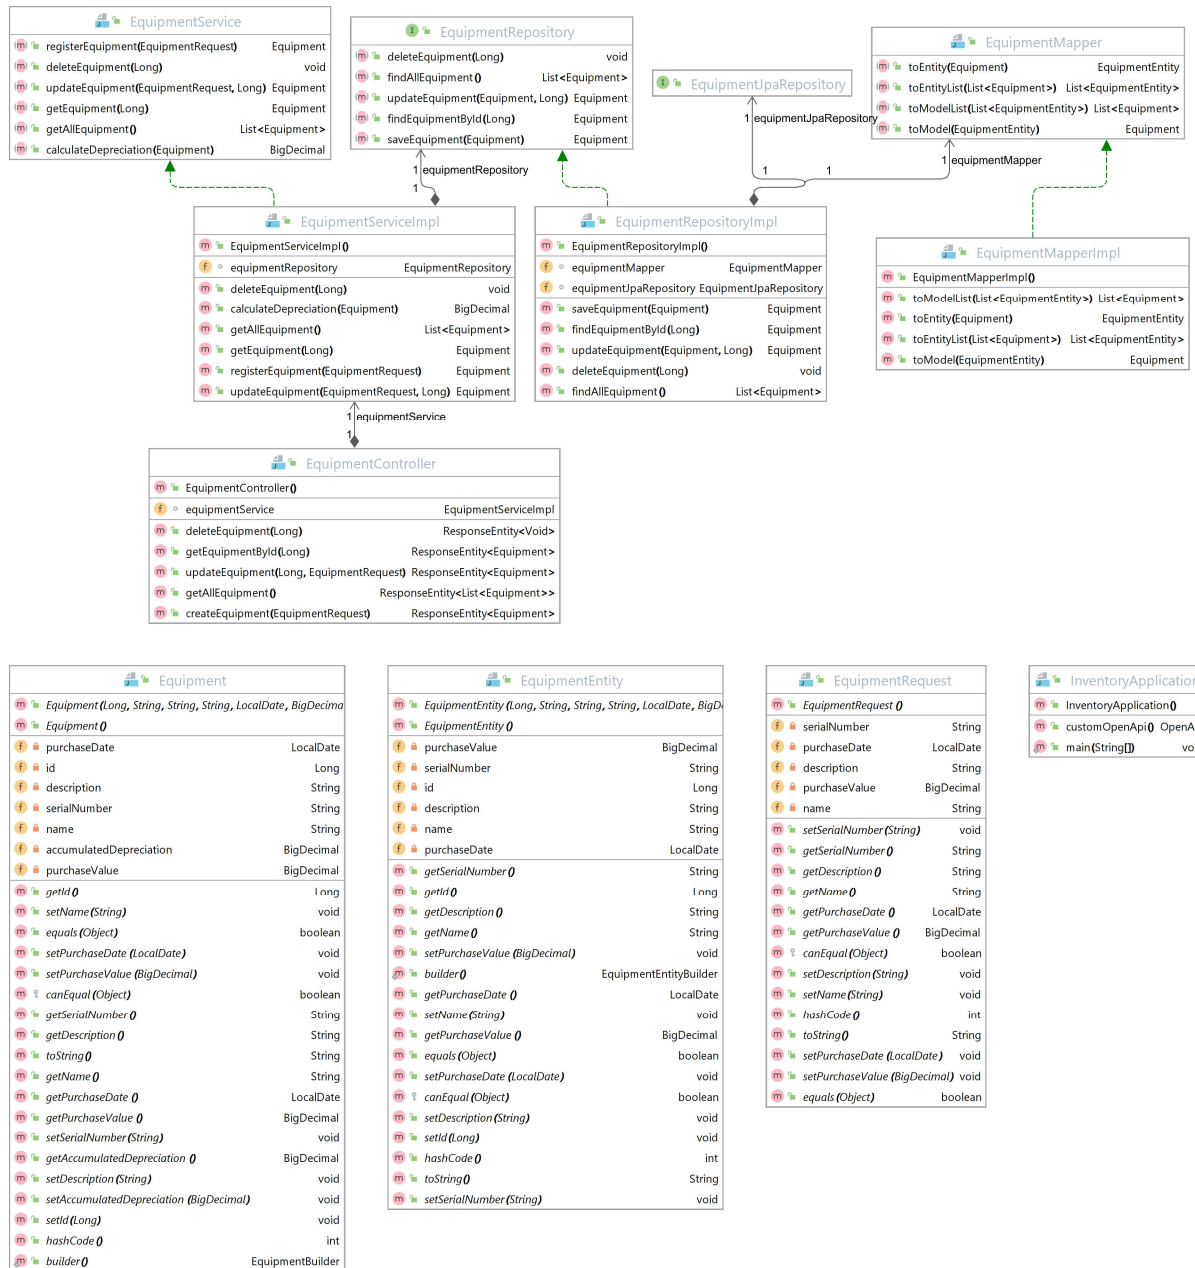 EquipmentService
registerEquipment(EquipmentRequest) Equipment
deleteEquipment(Long) void
updateEquipment(EquipmentRequest, Long) Equipment
getEquipment(Long) Equipment
getAllEquipment() List<Equipment>
calculateDepreciation(Equipment) BigDecimal
EquipmentRepository
deleteEquipment(Long) void
findAllEquipment() List<Equipment>
updateEquipment(Equipment, Long) Equipment
findEquipmentById(Long) Equipment
saveEquipment(Equipment) Equipment
EquipmentJpaRepository
EquipmentMapper
toEntity(Equipment) EquipmentEntity
toEntityList(List<Equipment>) List<EquipmentEntity>
toModelList(List<EquipmentEntity>) List<Equipment>
toModel(EquipmentEntity) Equipment
1 equipmentRepository
1
1 equipmentJpaRepository
1
1
1 equipmentMapper
EquipmentServiceImpl
EquipmentServiceImpl()
equipmentRepository EquipmentRepository
deleteEquipment(Long) void
calculateDepreciation(Equipment) BigDecimal
getAllEquipment() List<Equipment>
getEquipment(Long) Equipment
registerEquipment(EquipmentRequest) Equipment
updateEquipment(EquipmentRequest, Long) Equipment
EquipmentRepositoryImpl
EquipmentRepositoryImpl()
equipmentMapper EquipmentMapper
equipmentJpaRepository EquipmentJpaRepository
saveEquipment(Equipment) Equipment
findEquipmentById(Long) Equipment
updateEquipment(Equipment, Long) Equipment
deleteEquipment(Long) void
findAllEquipment() List<Equipment>
EquipmentMapperImpl
EquipmentMapperImpl()
toModelList(List<EquipmentEntity>) List<Equipment>
toEntity(Equipment) EquipmentEntity
toEntityList(List<Equipment>) List<EquipmentEntity>
toModel(EquipmentEntity) Equipment
1 equipmentService
1
EquipmentController
EquipmentController()
equipmentService EquipmentServiceImpl
deleteEquipment(Long) ResponseEntity<Void>
getEquipmentById(Long) ResponseEntity<Equipment>
updateEquipment(Long, EquipmentRequest) ResponseEntity<Equipment>
getAllEquipment() ResponseEntity<List<Equipment>>
createEquipment(EquipmentRequest) ResponseEntity<Equipment>
Equipment
Equipment(Long, String, String, String, LocalDate, BigDecima
Equipment()
purchaseDate LocalDate
id Long
description String
serialNumber String
name String
accumulatedDepreciation BigDecimal
purchaseValue BigDecimal
getId() Long
setName(String) void
equals(Object) boolean
setPurchaseDate(LocalDate) void
setPurchaseValue(BigDecimal) void
canEqual(Object) boolean
getSerialNumber() String
getDescription() String
toString() String
getName() String
getPurchaseDate() LocalDate
getPurchaseValue() BigDecimal
setSerialNumber(String) void
getAccumulatedDepreciation() BigDecimal
setDescription(String) void
setAccumulatedDepreciation(BigDecimal) void
setId(Long) void
hashCode() int
builder() EquipmentBuilder
EquipmentEntity
EquipmentEntity(Long, String, String, String, LocalDate, BigD
EquipmentEntity()
purchaseValue BigDecimal
serialNumber String
id Long
description String
name String
purchaseDate LocalDate
getSerialNumber() String
getId() Long
getDescription() String
getName() String
setPurchaseValue(BigDecimal) void
builder() EquipmentEntityBuilder
getPurchaseDate() LocalDate
setName(String) void
getPurchaseValue() BigDecimal
equals(Object) boolean
setPurchaseDate(LocalDate) void
canEqual(Object) boolean
setDescription(String) void
setId(Long) void
hashCode() int
toString() String
setSerialNumber(String) void
EquipmentRequest
EquipmentRequest()
serialNumber String
purchaseDate LocalDate
description String
purchaseValue BigDecimal
name String
setSerialNumber(String) void
getSerialNumber() String
getDescription() String
getName() String
getPurchaseDate() LocalDate
getPurchaseValue() BigDecimal
canEqual(Object) boolean
setDescription(String) void
setName(String) void
hashCode() int
toString() String
setPurchaseDate(LocalDate) void
setPurchaseValue(BigDecimal) void
equals(Object) boolean
InventoryApplication
InventoryApplication()
customOpenApi() OpenA
main(String[]) vo